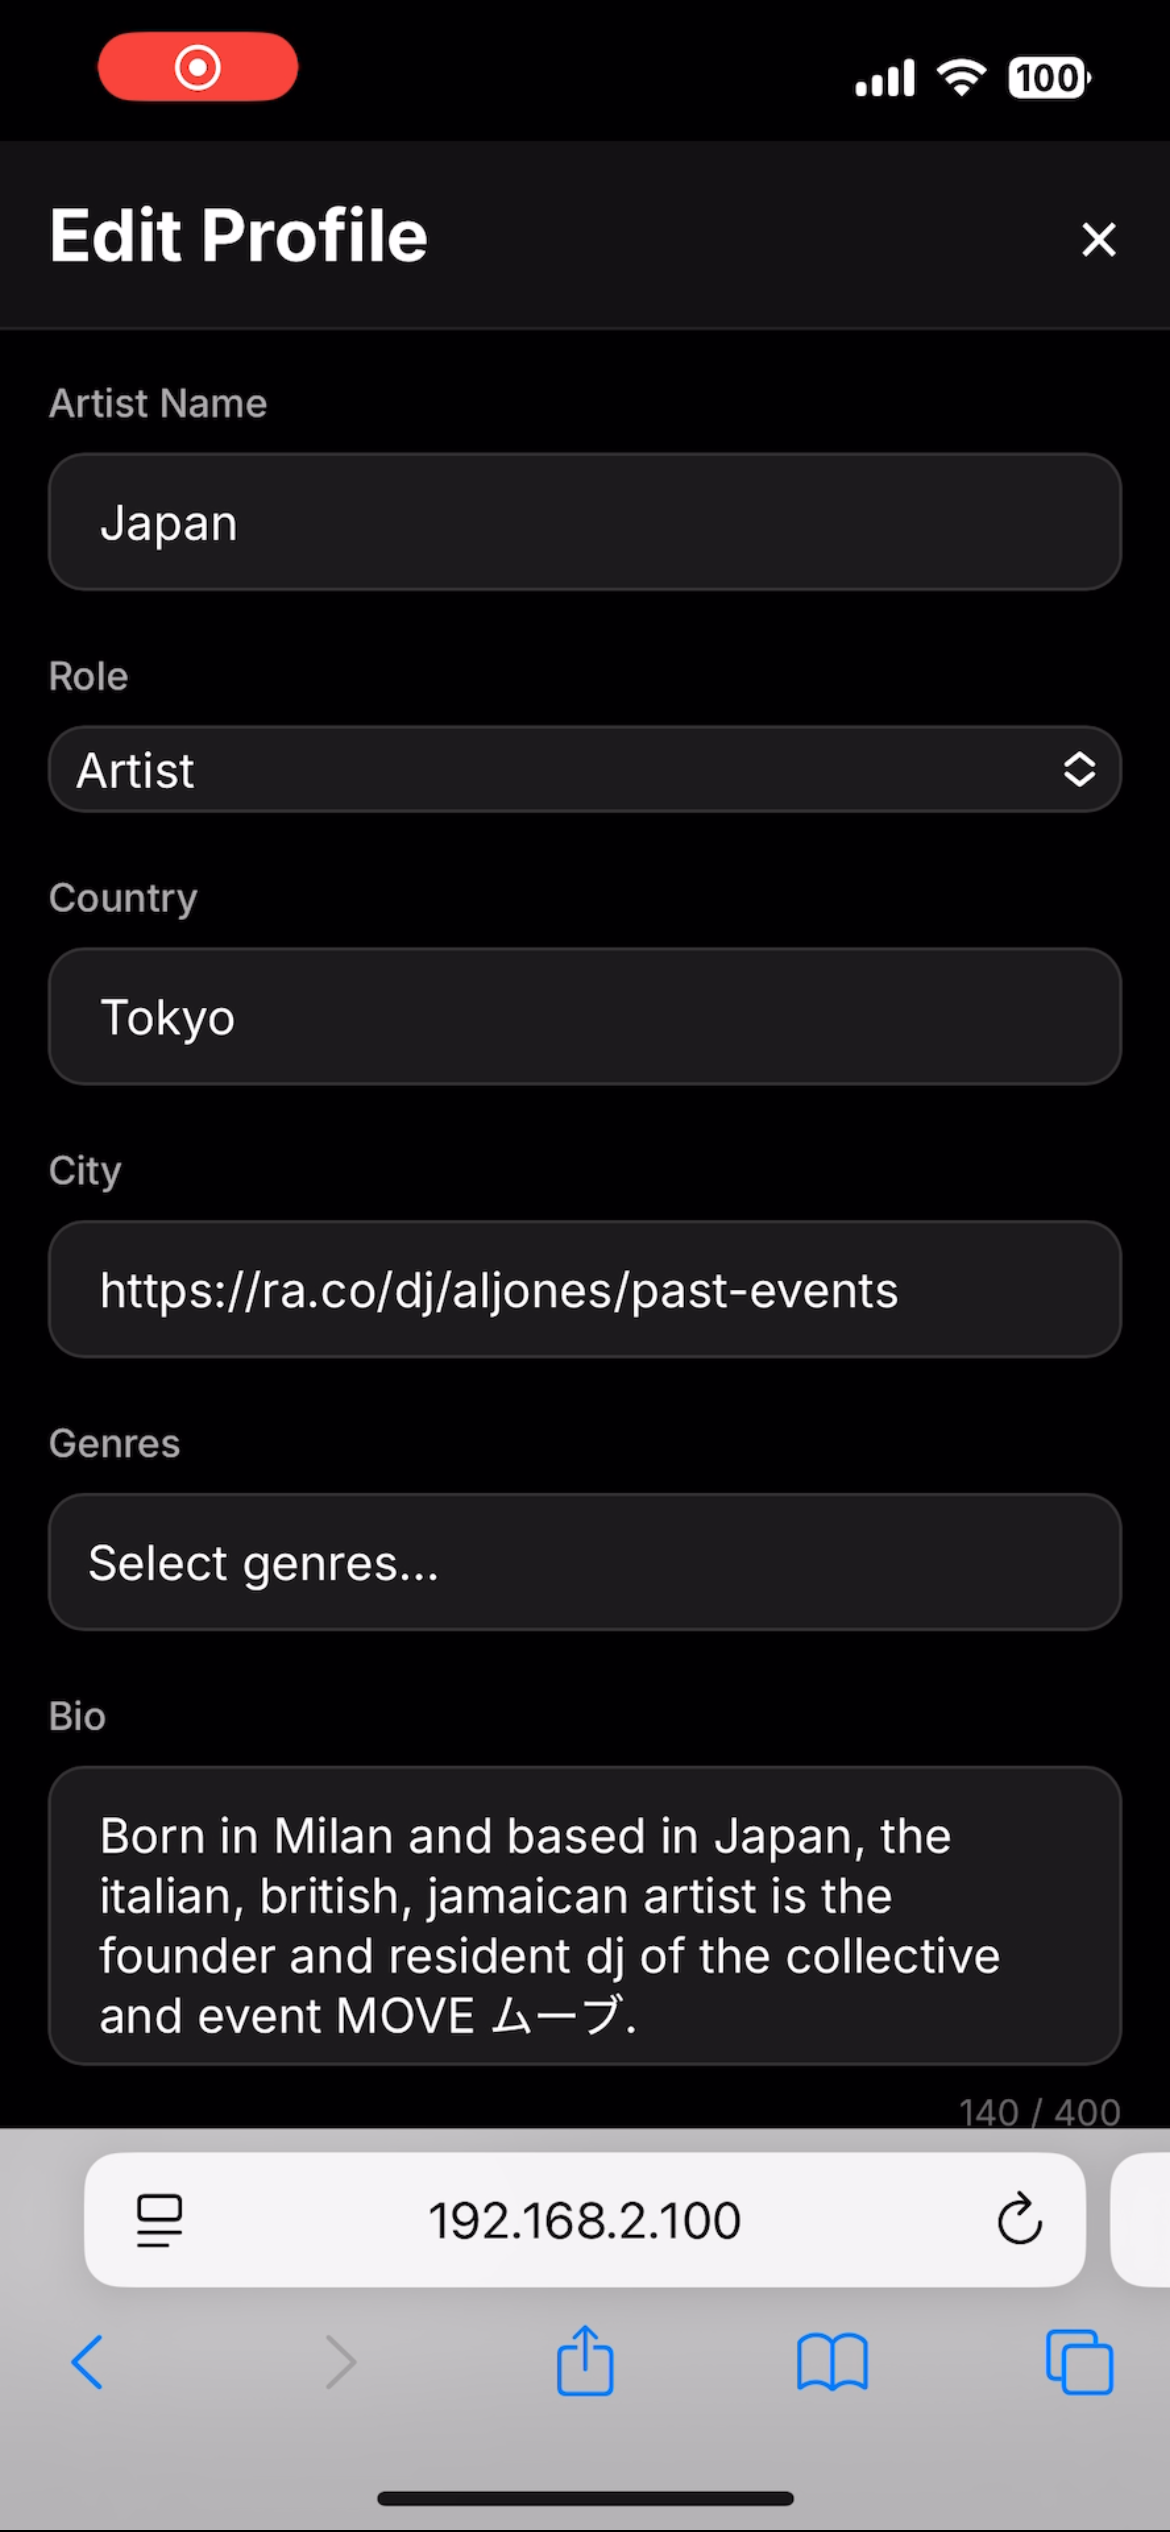 100
Edit Profile
Artist Name
Japan
Role
Artist
Country
Tokyo
City
https://ra.co/dj/aljones/past-events
Genres
Select genres...
Bio
Born in Milan and based in Japan, the
italian, british, jamaican artist is the
founder and resident dj of the collective
and event MOVE ムーブ.
140 / 400
192.168.2.100